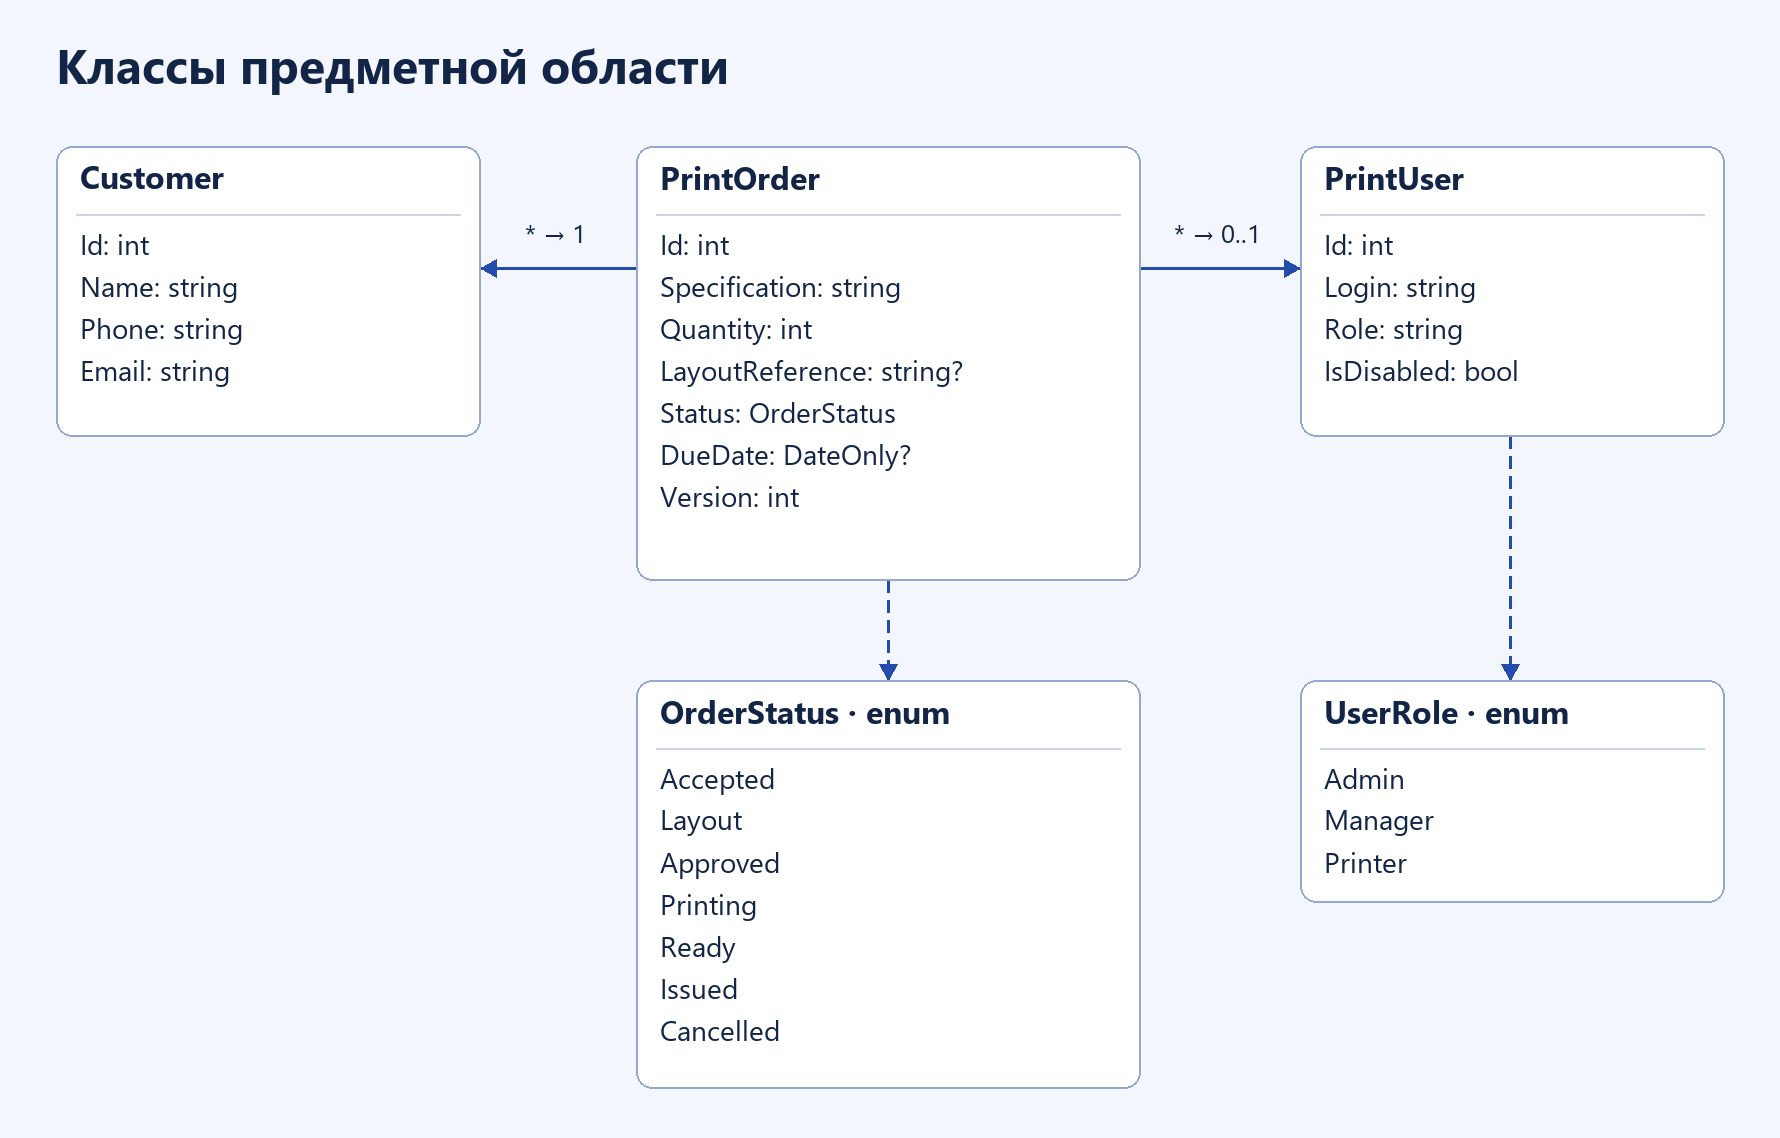 Классы предметной области
Customer
Id: int
Name: string
Phone: string
Email: string
* → 1
PrintOrder
Id: int
Specification: string
Quantity: int
LayoutReference: string?
Status: OrderStatus
DueDate: DateOnly?
Version: int
* → 0..1
PrintUser
Id: int
Login: string
Role: string
IsDisabled: bool
OrderStatus · enum
Accepted
Layout
Approved
Printing
Ready
Issued
Cancelled
UserRole · enum
Admin
Manager
Printer